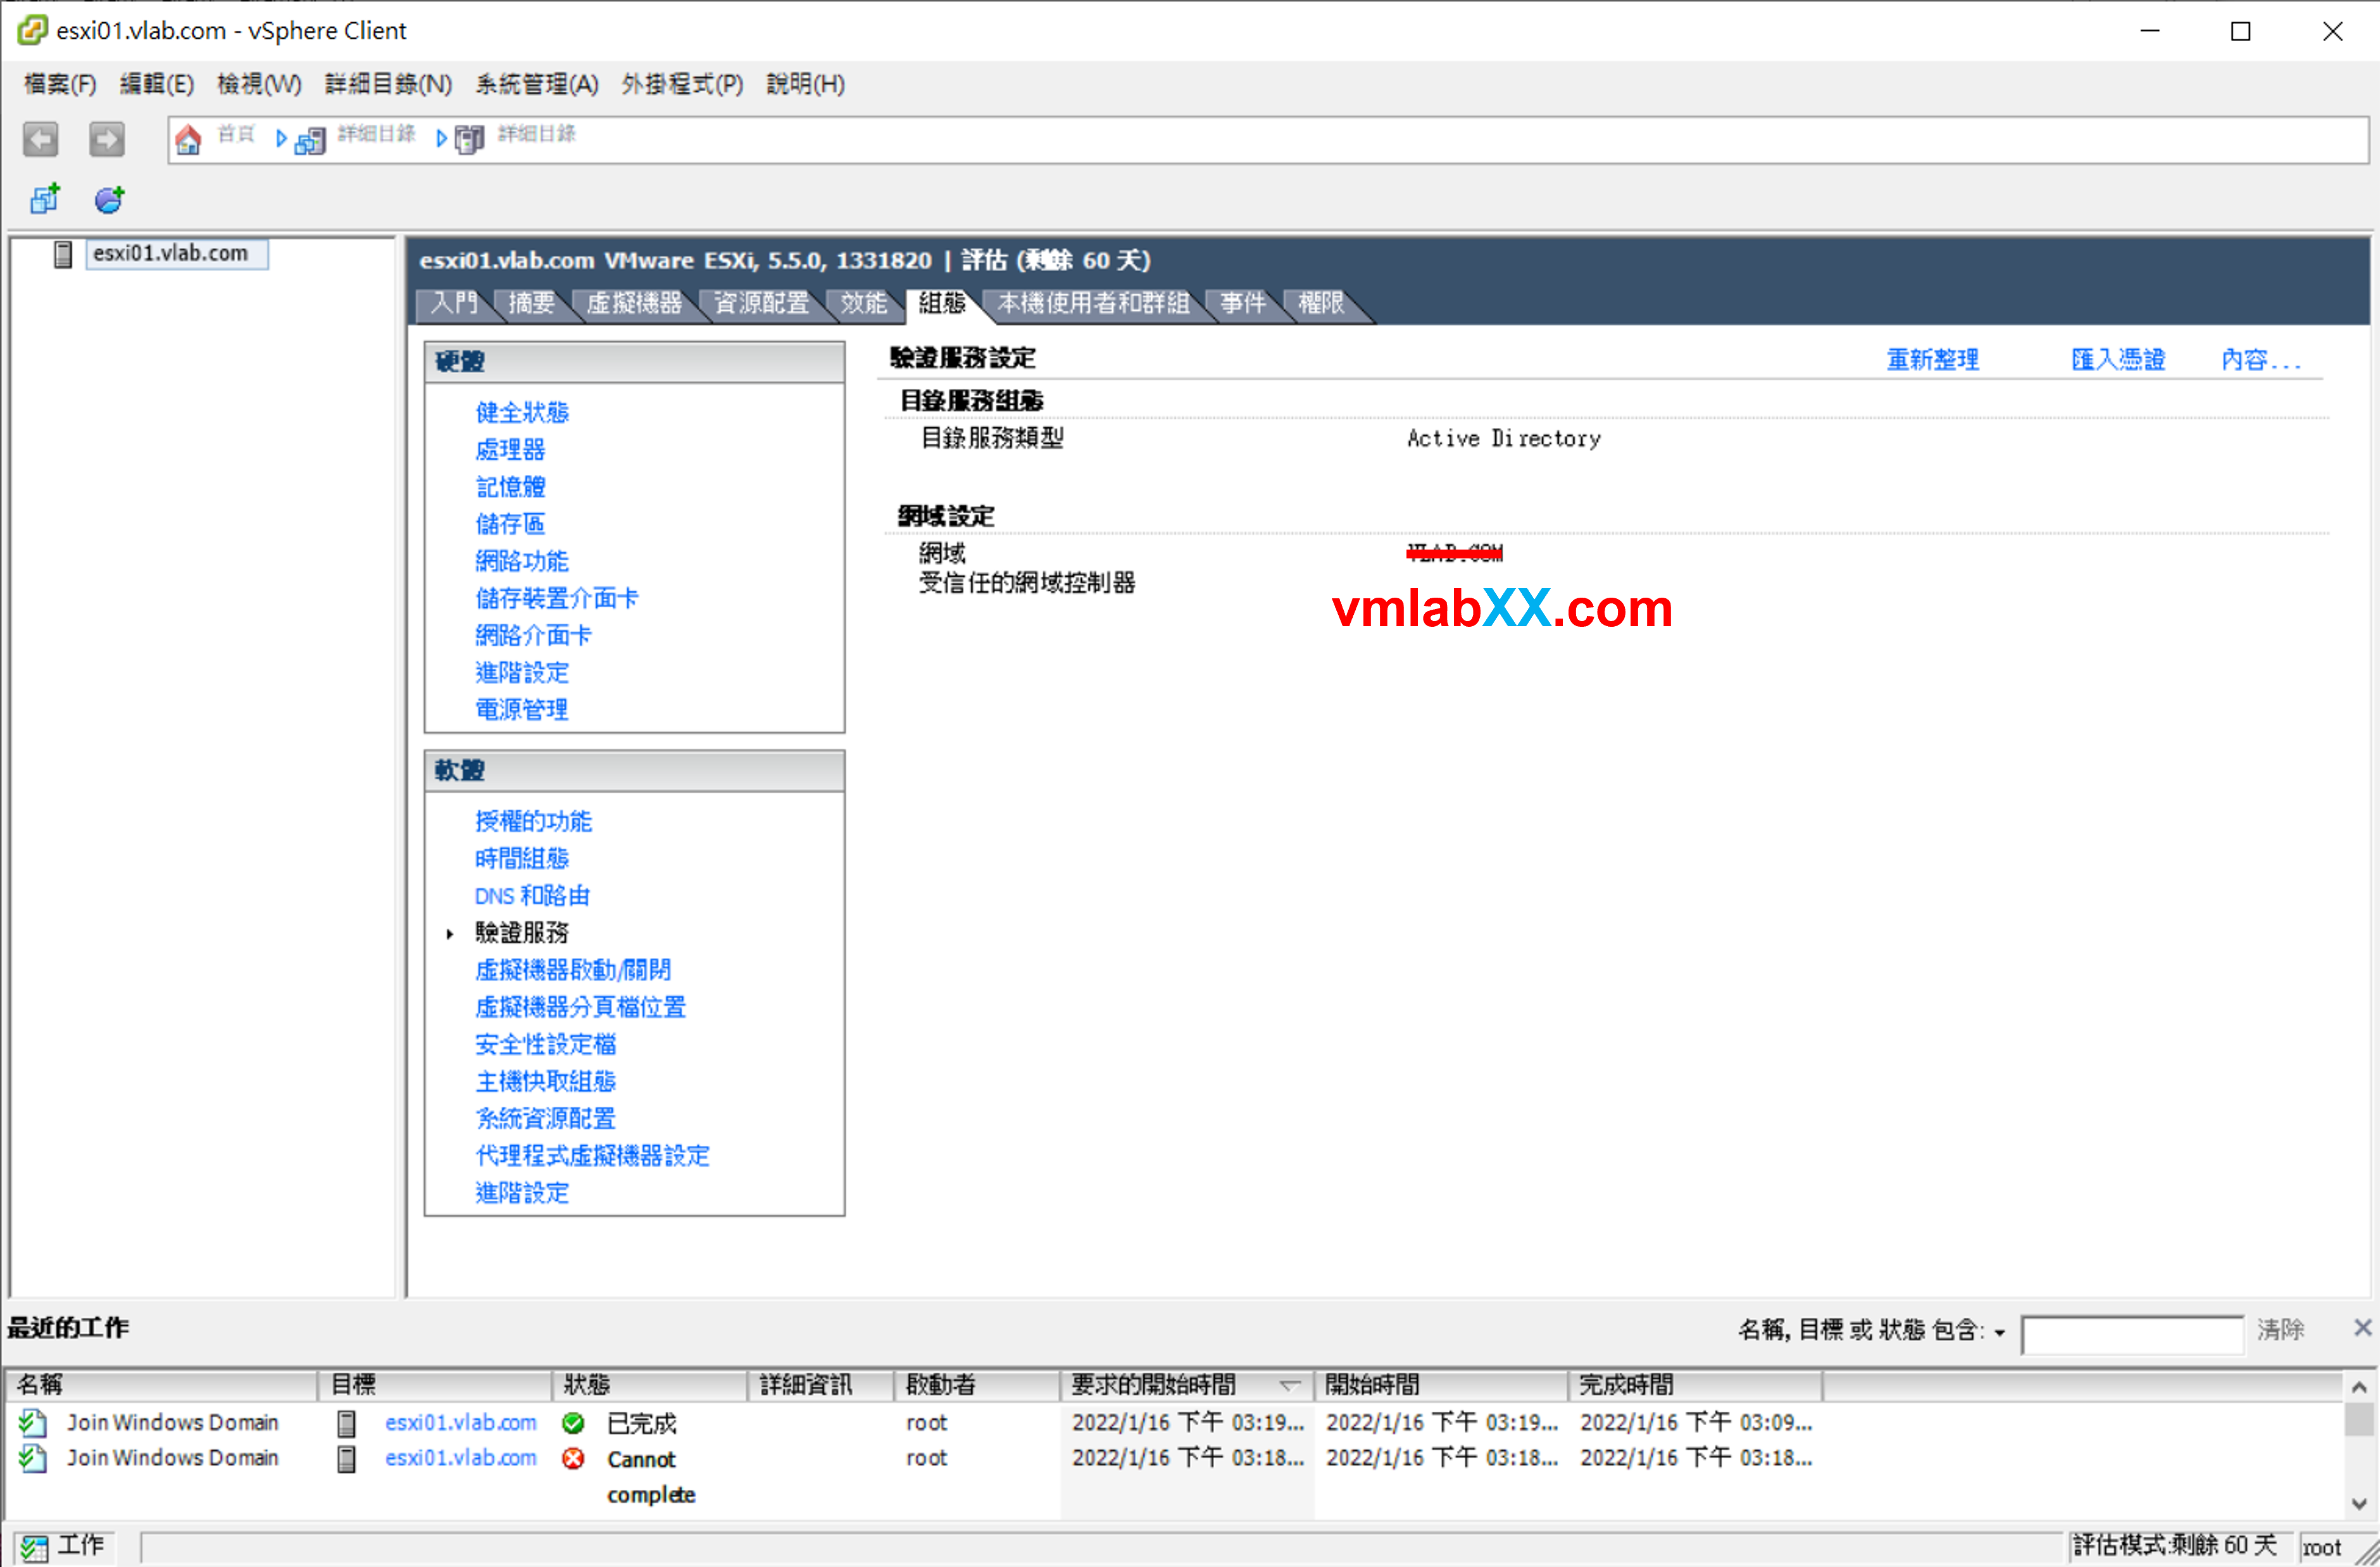 esxi01.vlab.com - vSphere Client
檔案(F) 編輯(E) 檢視(W) 詳細目錄(N) 系統管理(A) 外掛程式(P) 說明(H)
首頁 詳細目錄 詳細目錄
esxi01.vlab.com
esxi01.vlab.com VMware ESXi, 5.5.0, 1331820 | 評估 (剩餘 60 天)
入門 摘要 虛擬機器 資源配置 效能 組態 本機使用者和群組 事件 權限
硬體
健全狀態
處理器
記憶體
儲存區
網路功能
儲存裝置介面卡
網路介面卡
進階設定
電源管理
軟體
授權的功能
時間組態
DNS 和路由
驗證服務
虛擬機器啟動/關閉
虛擬機器分頁檔位置
安全性設定檔
主機快取組態
系統資源配置
代理程式虛擬機器設定
進階設定
驗證服務設定 重新整理 匯入憑證 內容...
目錄服務組態
目錄服務類型 Active Directory
網域設定
網域 VLAB.COM
受信任的網域控制器
vmlabXX.com
最近的工作 名稱, 目標 或 狀態 包含: 清除
名稱 目標 狀態 詳細資訊 啟動者 要求的開始時間 開始時間 完成時間
Join Windows Domain esxi01.vlab.com 已完成 root 2022/1/16 下午 03:19... 2022/1/16 下午 03:19... 2022/1/16 下午 03:09...
Join Windows Domain esxi01.vlab.com Cannot root 2022/1/16 下午 03:18... 2022/1/16 下午 03:18... 2022/1/16 下午 03:18...
complete
工作 評估模式:剩餘 60 天 root